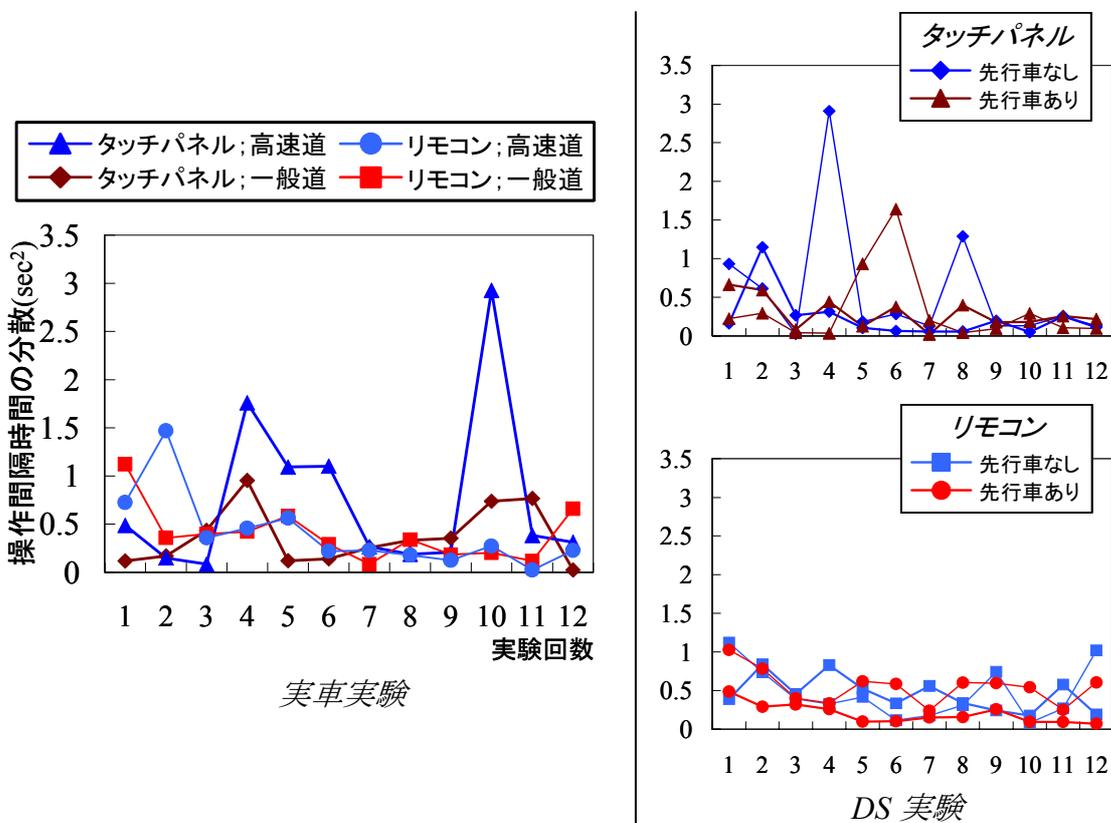 タッチパネル;高速道 リモコン;高速道
タッチパネル;一般道 リモコン;一般道
操作間隔時間の分散(sec²)
3.5
3
2.5
2
1.5
1
0.5
0
1 2 3 4 5 6 7 8 9 10 11 12
実験回数
実車実験
タッチパネル
先行車なし
先行車あり
3.5
3
2.5
2
1.5
1
0.5
0
1 2 3 4 5 6 7 8 9 10 11 12
リモコン
先行車なし
先行車あり
3.5
3
2.5
2
1.5
1
0.5
0
1 2 3 4 5 6 7 8 9 10 11 12
DS 実験